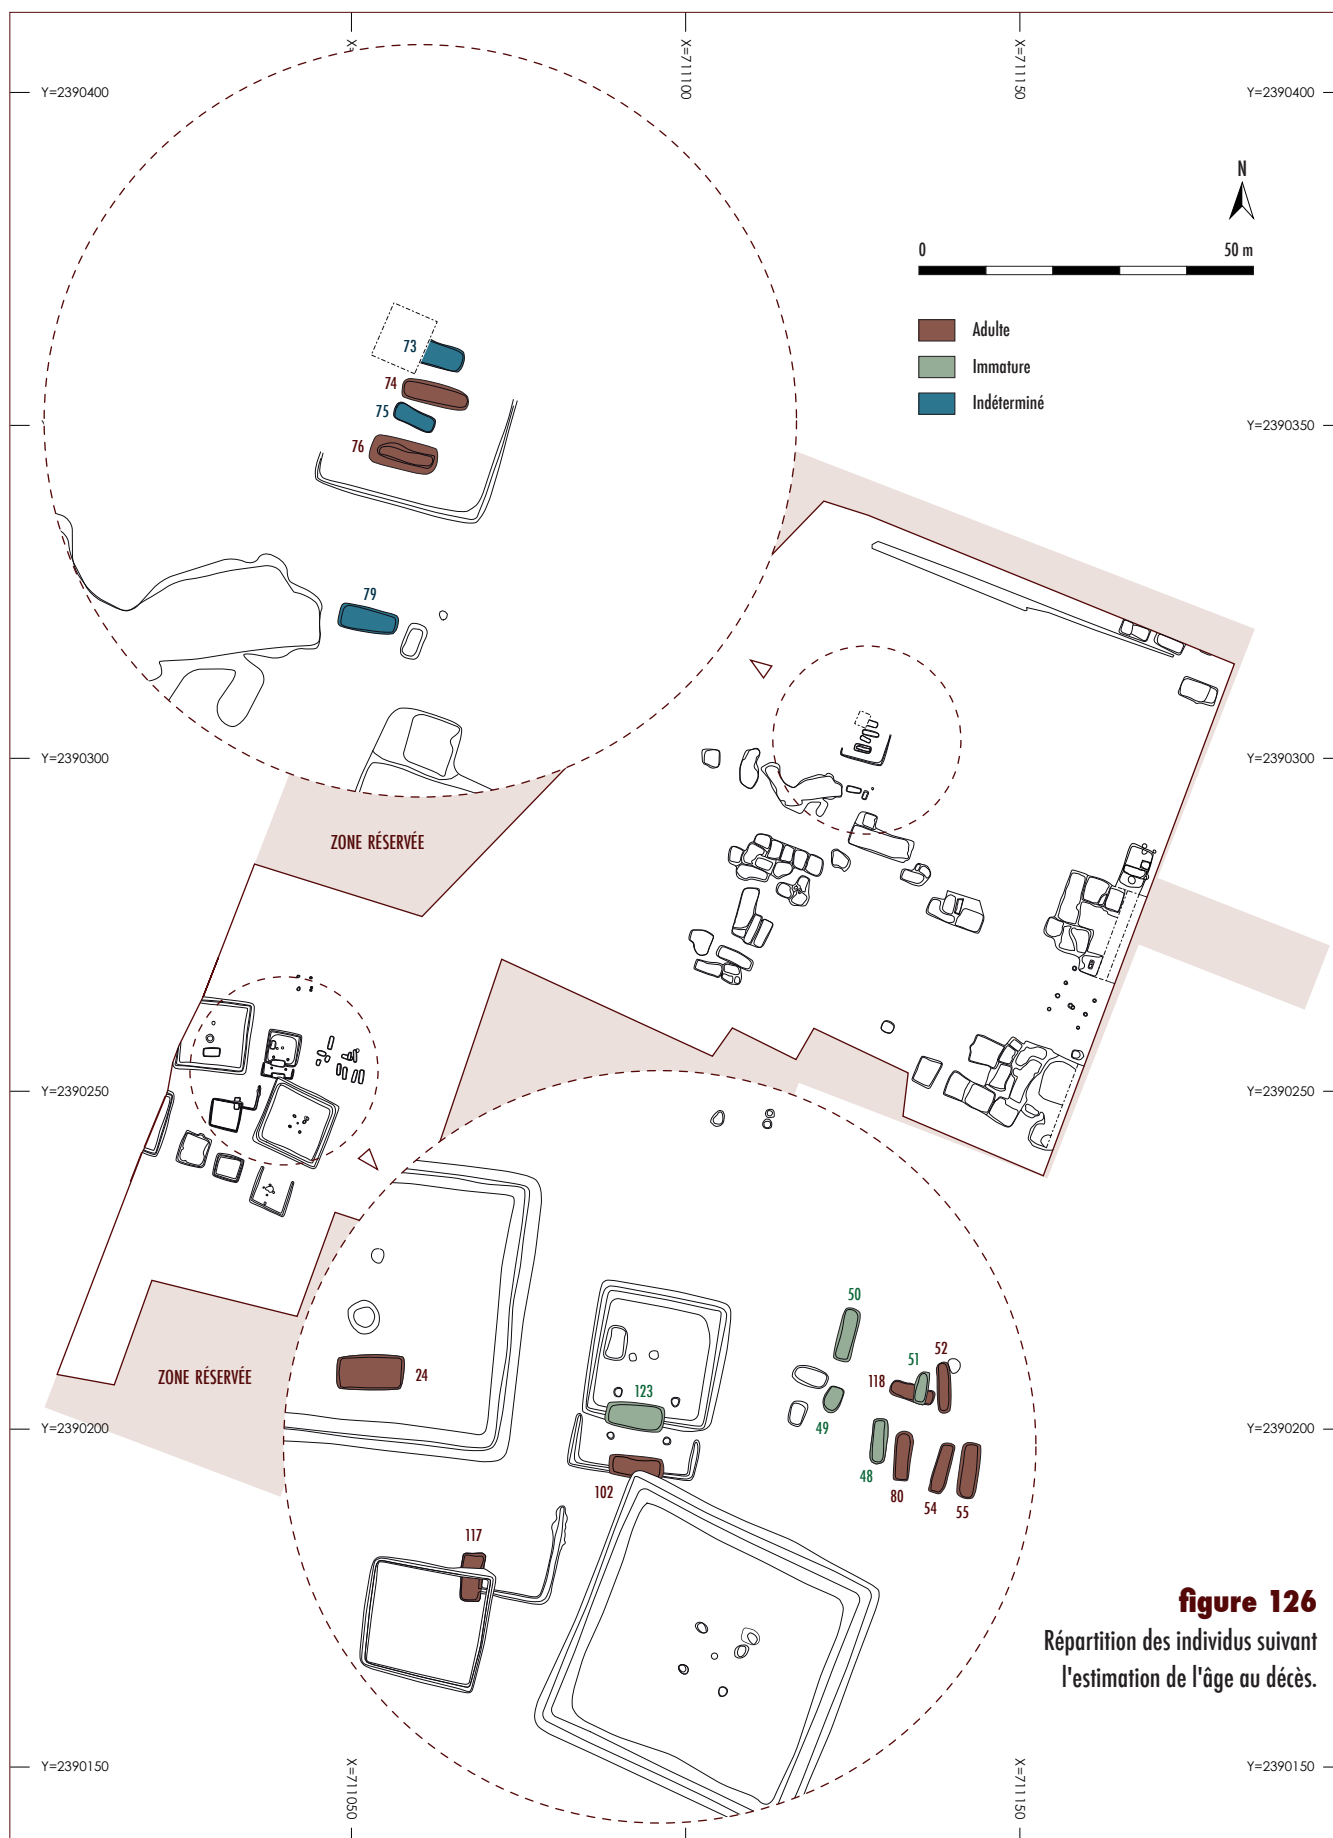 X=
X=711100
X=711150
Y=2390400
Y=2390400
N
0 50 m
Adulte
Immature
Indéterminé
73
74
75
76
79
Y=2390350
Y=2390300
Y=2390300
ZONE RÉSERVÉE
Y=2390250
Y=2390250
50
52
51
118
123
49
24
48
80
54
55
102
117
ZONE RÉSERVÉE
Y=2390200
Y=2390200
figure 126
Répartition des individus suivant
l'estimation de l'âge au décès.
Y=2390150
Y=2390150
X=711050
X=711150